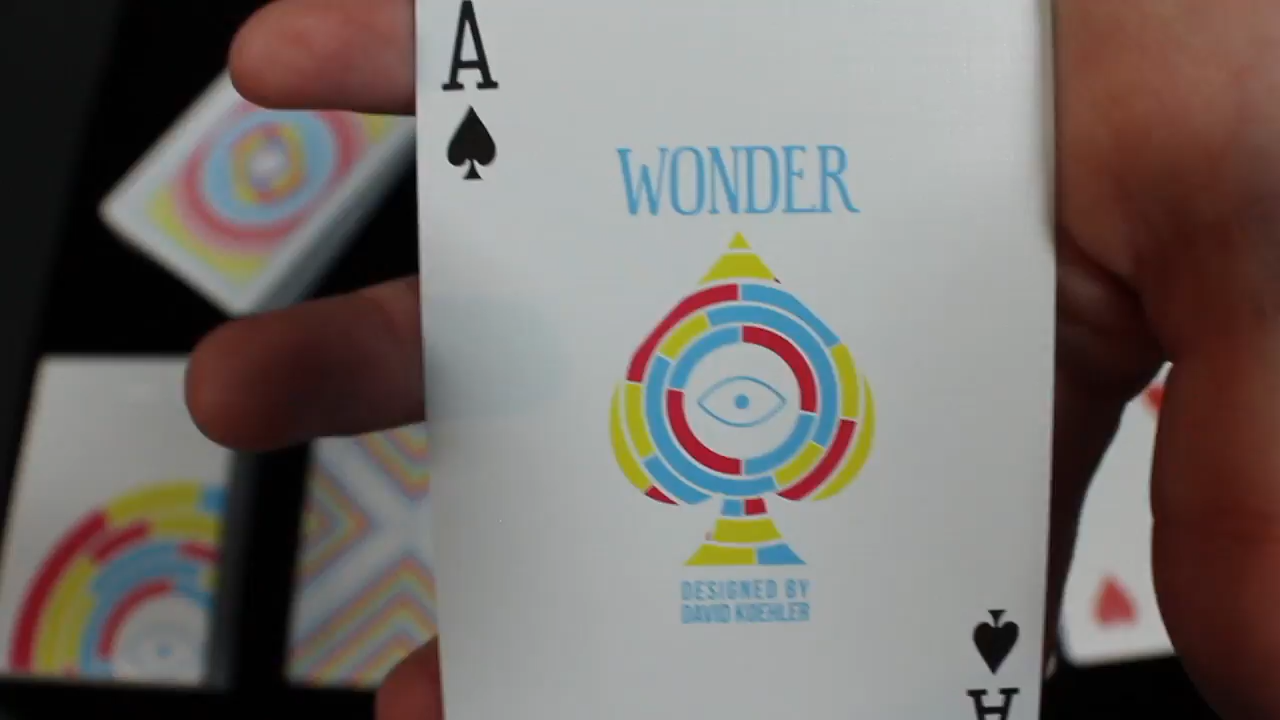 A
WONDER
DESIGNED BY
DAVID KOEHLER
A